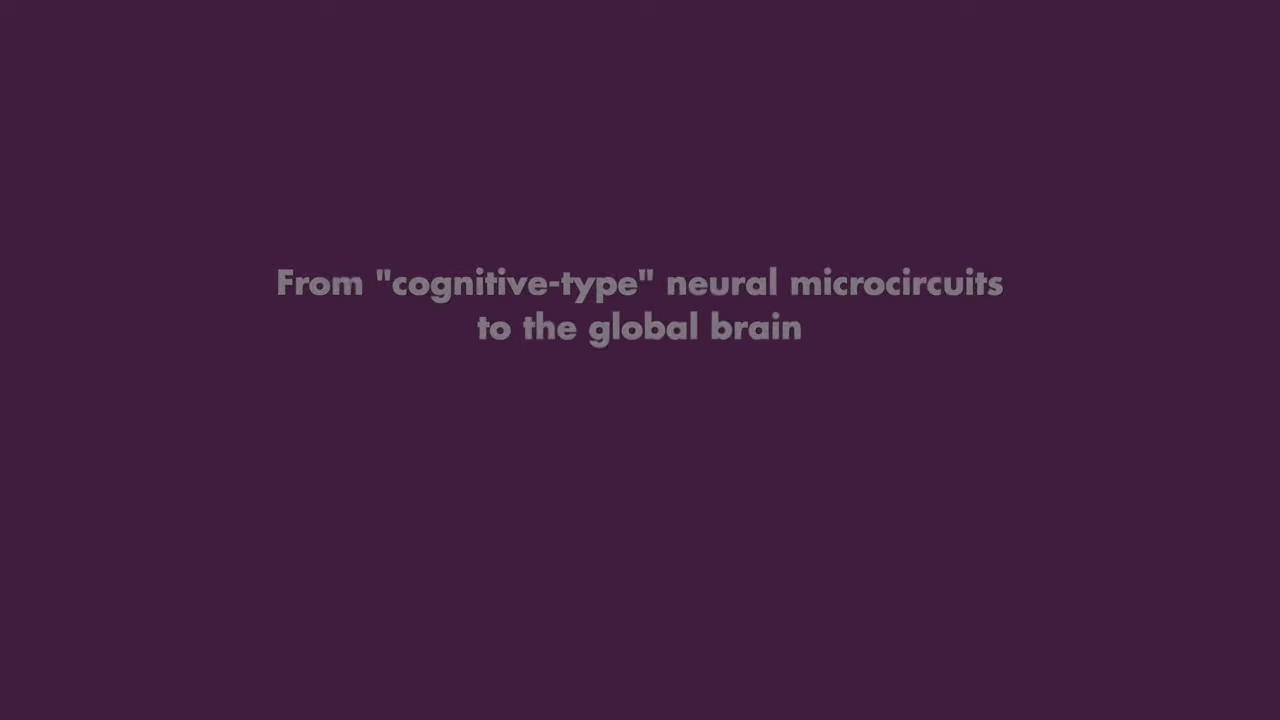 From "cognitive-type" neural microcircuits
to the global brain